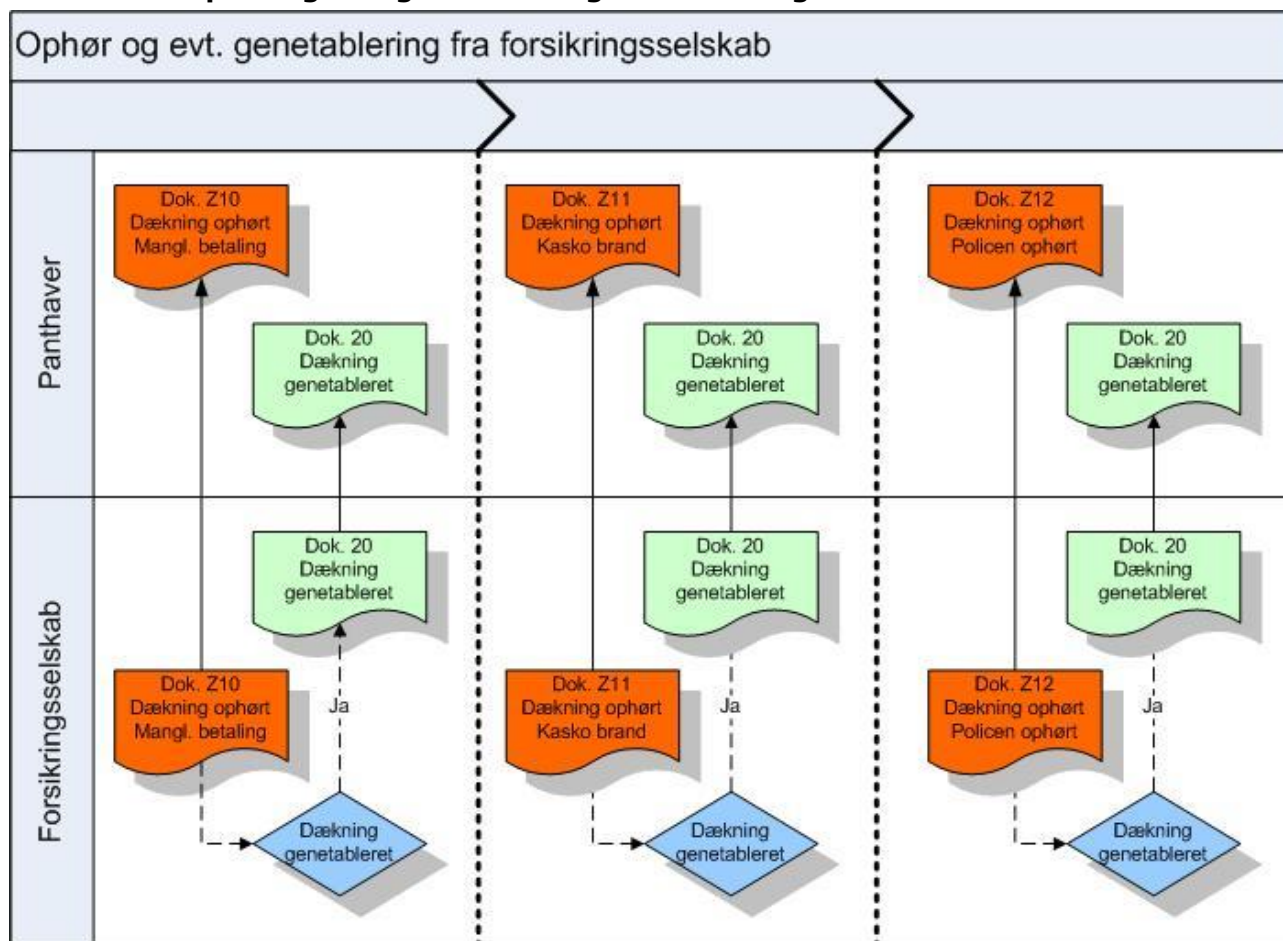 Ophør og evt. genetablering fra forsikringsselskab
Panthaver
Dok. Z10
Dækning ophørt
Mangl. betaling
Dok. 20
Dækning
genetableret
Dok. Z11
Dækning ophørt
Kasko brand
Dok. 20
Dækning
genetableret
Dok. Z12
Dækning ophørt
Policen ophørt
Dok. 20
Dækning
genetableret
Forsikringsselskab
Dok. 20
Dækning
genetableret
Dok. Z10
Dækning ophørt
Mangl. betaling
Ja
Dækning
genetableret
Dok. 20
Dækning
genetableret
Dok. Z11
Dækning ophørt
Kasko brand
Ja
Dækning
genetableret
Dok. 20
Dækning
genetableret
Dok. Z12
Dækning ophørt
Policen ophørt
Ja
Dækning
genetableret